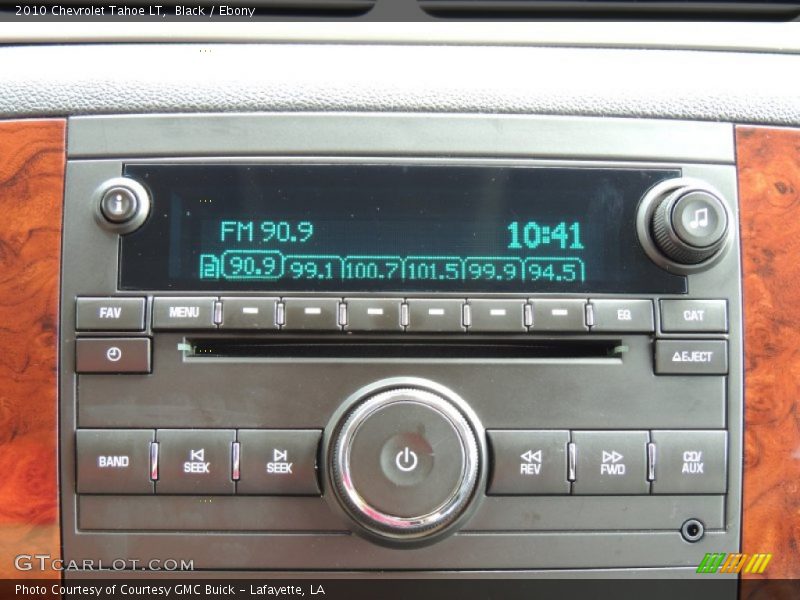 2010 Chevrolet Tahoe LT, Black / Ebony
i
FM 90.9 10:41
2 90.9 99.1 100.7 101.5 99.9 94.5
FAV MENU EQ CAT
EJECT
BAND SEEK SEEK REV FWD CD/AUX
GTCARLOT.COM
Photo Courtesy of Courtesy GMC Buick - Lafayette, LA